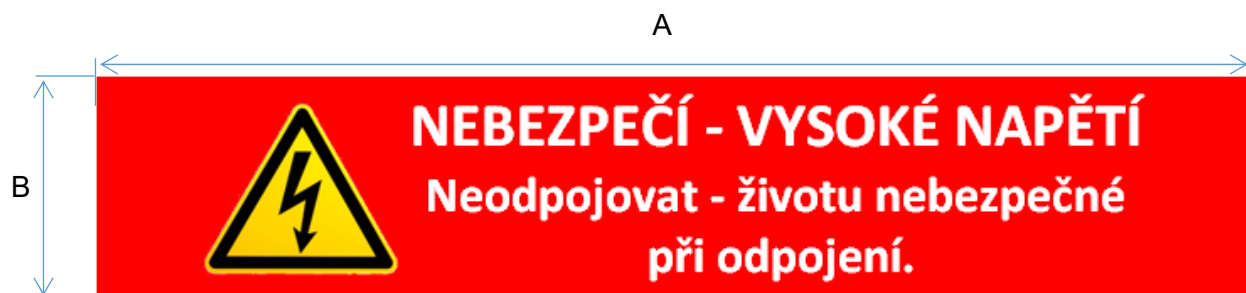 A
B
NEBEZPEČÍ - VYSOKÉ NAPĚTÍ
Neodpojovat - životu nebezpečné
při odpojení.